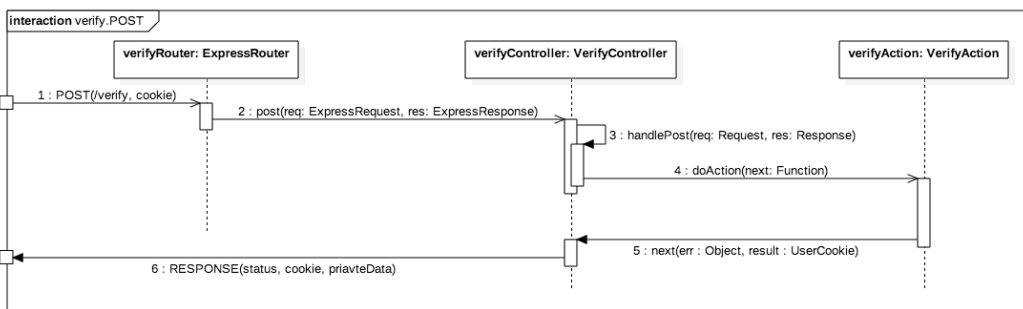 interaction verify.POST
verifyRouter: ExpressRouter
verifyController: VerifyController
verifyAction: VerifyAction
1 : POST(/verify, cookie)
2 : post(req: ExpressRequest, res: ExpressResponse)
3 : handlePost(req: Request, res: Response)
4 : doAction(next: Function)
5 : next(err : Object, result : UserCookie)
6 : RESPONSE(status, cookie, priavteData)